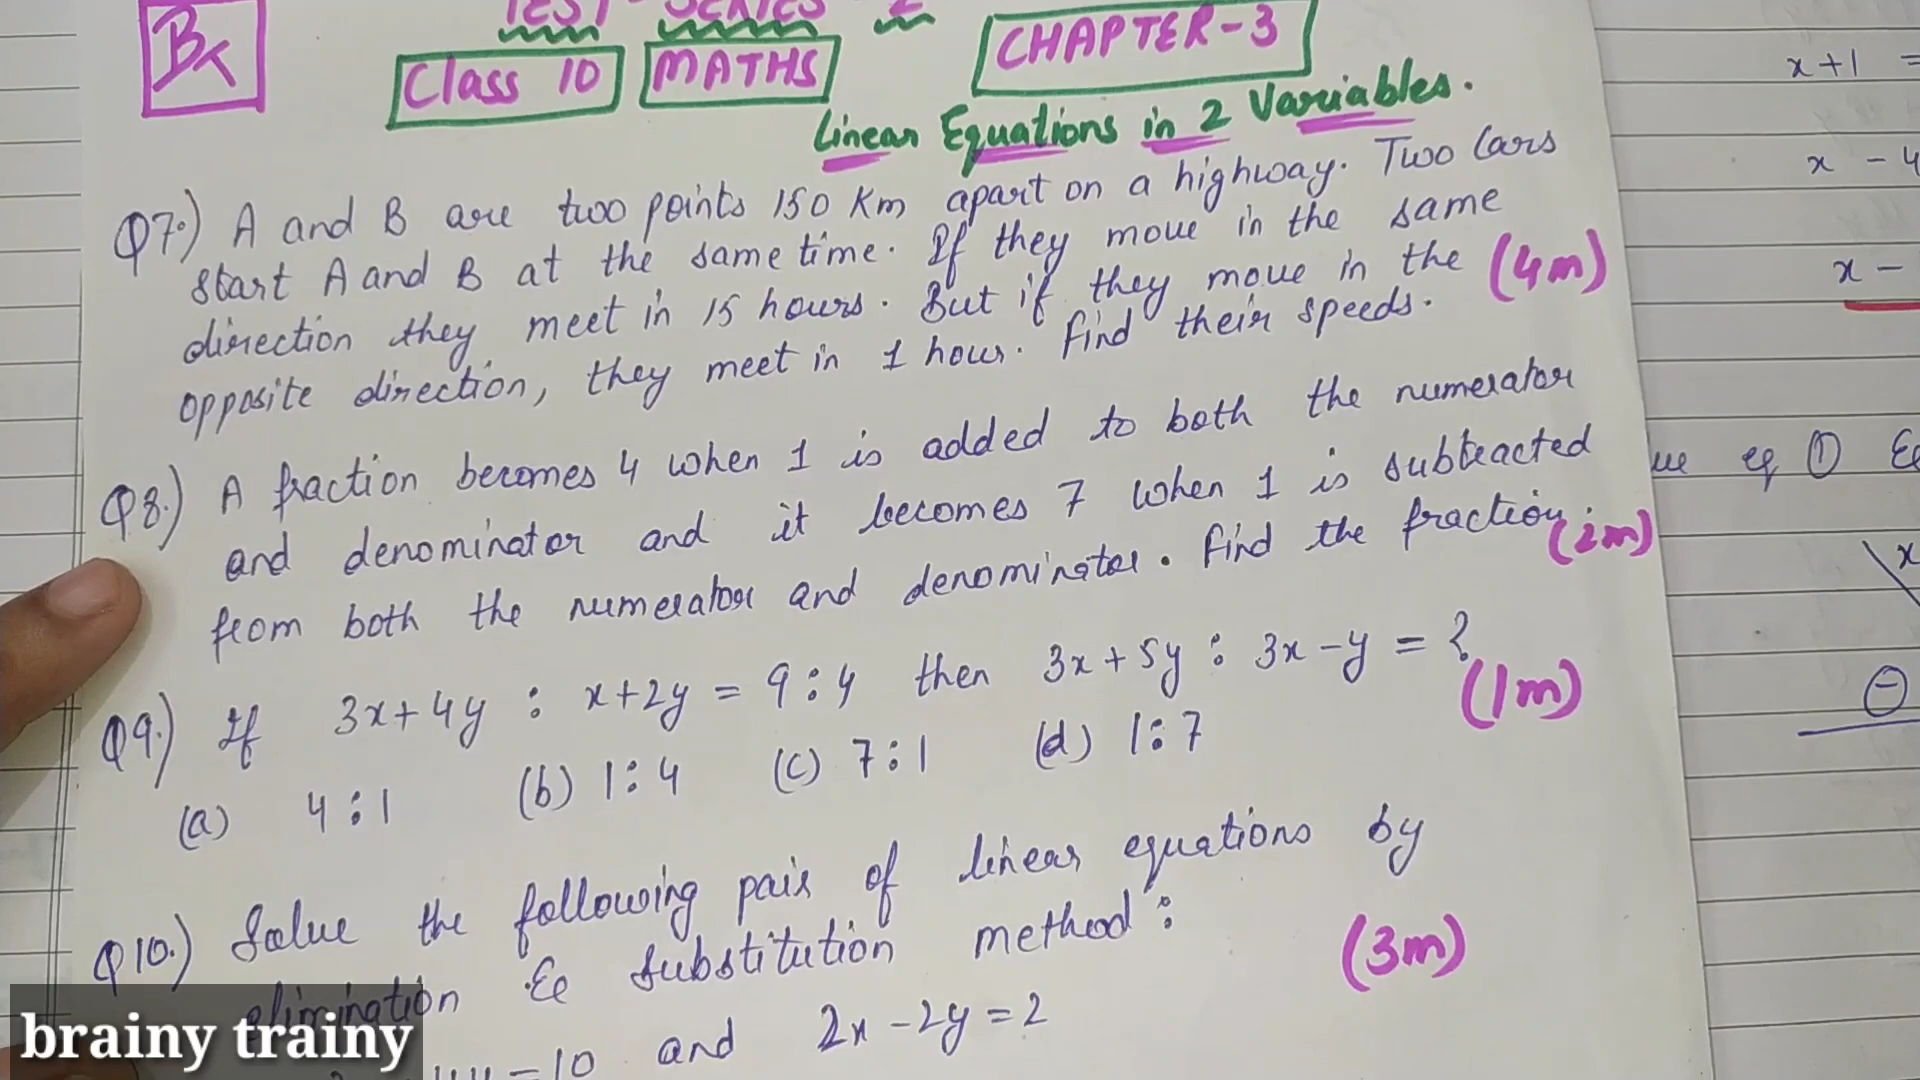 Bx
TEST SERIES - 2
Class 10 MATHS CHAPTER-3
Linear Equations in 2 Variables.
Q7.) A and B are two points 150 Km apart on a highway. Two Cars
start A and B at the same time. If they move in the same
direction they meet in 15 hours. But if they move in the (4m)
opposite direction, they meet in 1 hour. Find their speeds.
Q8.) A fraction becomes 4 when 1 is added to both the numerator
and denominator and it becomes 7 when 1 is subtracted
from both the numerator and denominator. Find the fraction. (2m)
Q9.) If 3x+4y : x+2y = 9:4 then 3x+5y : 3x-y = ?
(1m)
(a) 4:1 (b) 1:4 (c) 7:1 (d) 1:7
Q10.) Solve the following pair of linear equations by
elimination & substitution method: (3m)
=10 and 2x-2y=2
x+1 =
x - 4
x -
eq ① &
x
⊖
brainy trainy